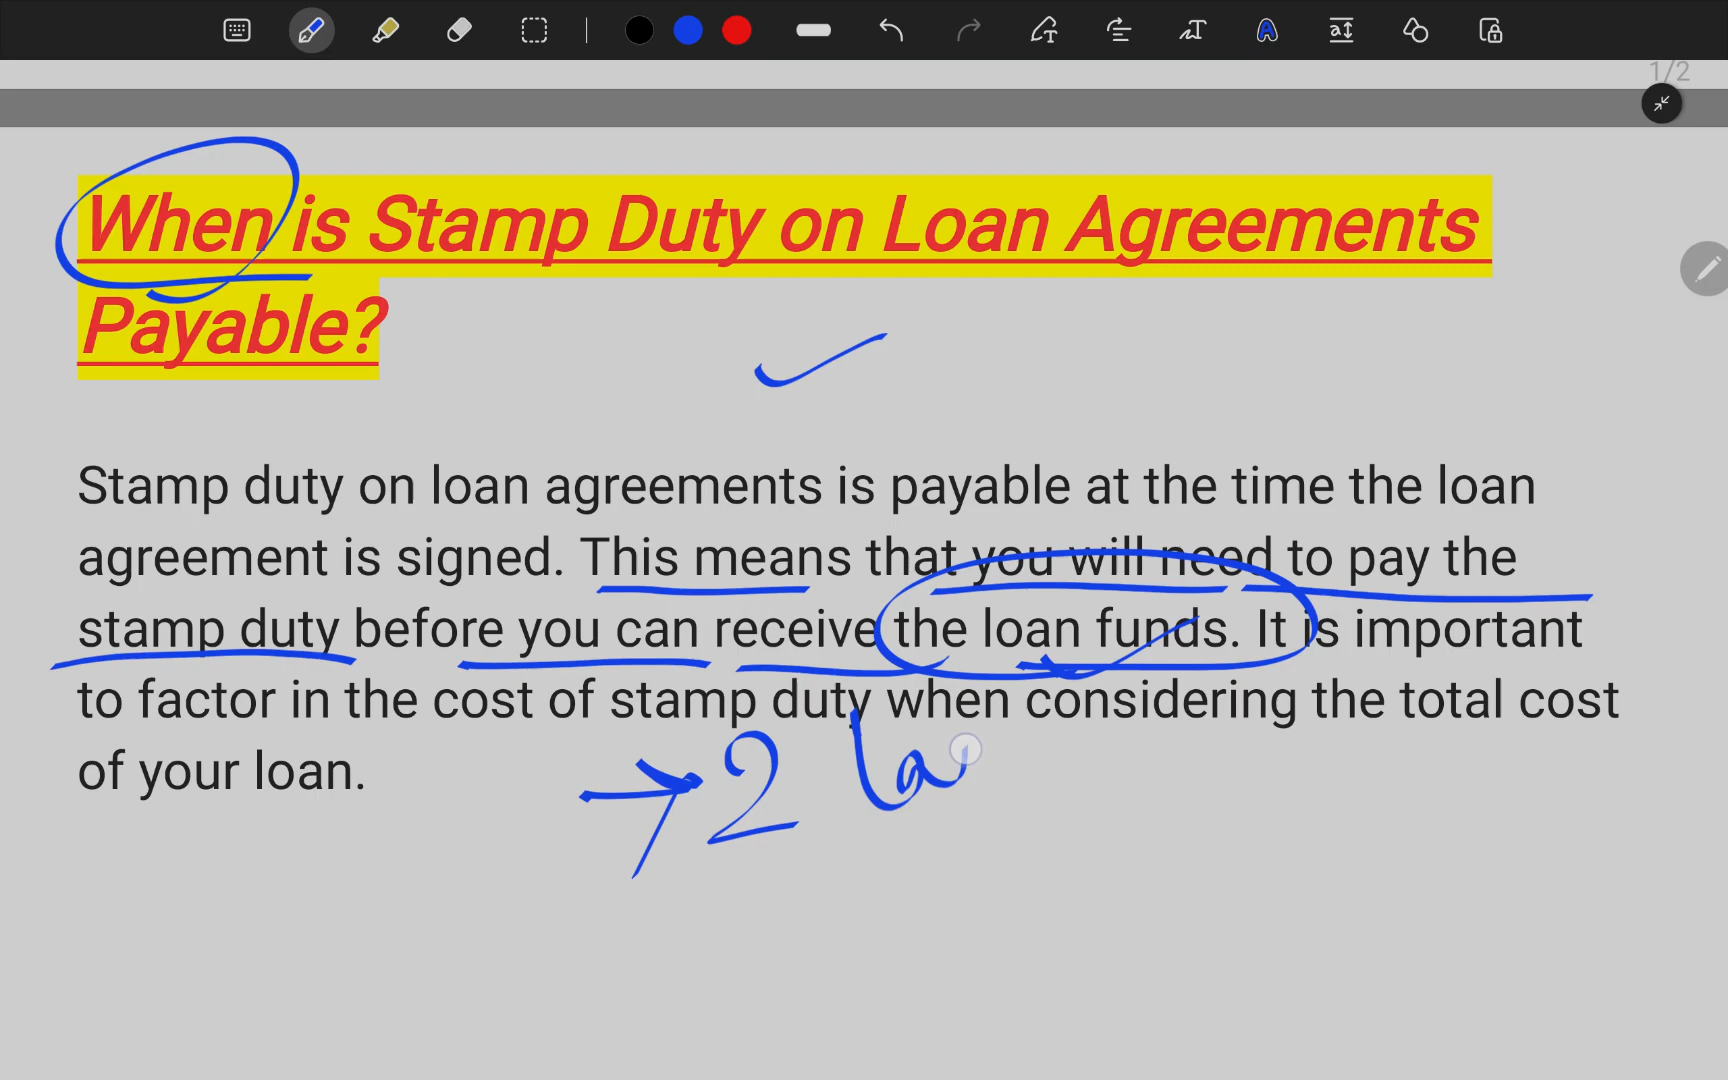 1/2
When is Stamp Duty on Loan Agreements
Payable?
Stamp duty on loan agreements is payable at the time the loan
agreement is signed. This means that you will need to pay the
stamp duty before you can receive the loan funds. It is important
to factor in the cost of stamp duty when considering the total cost
of your loan.
2 la